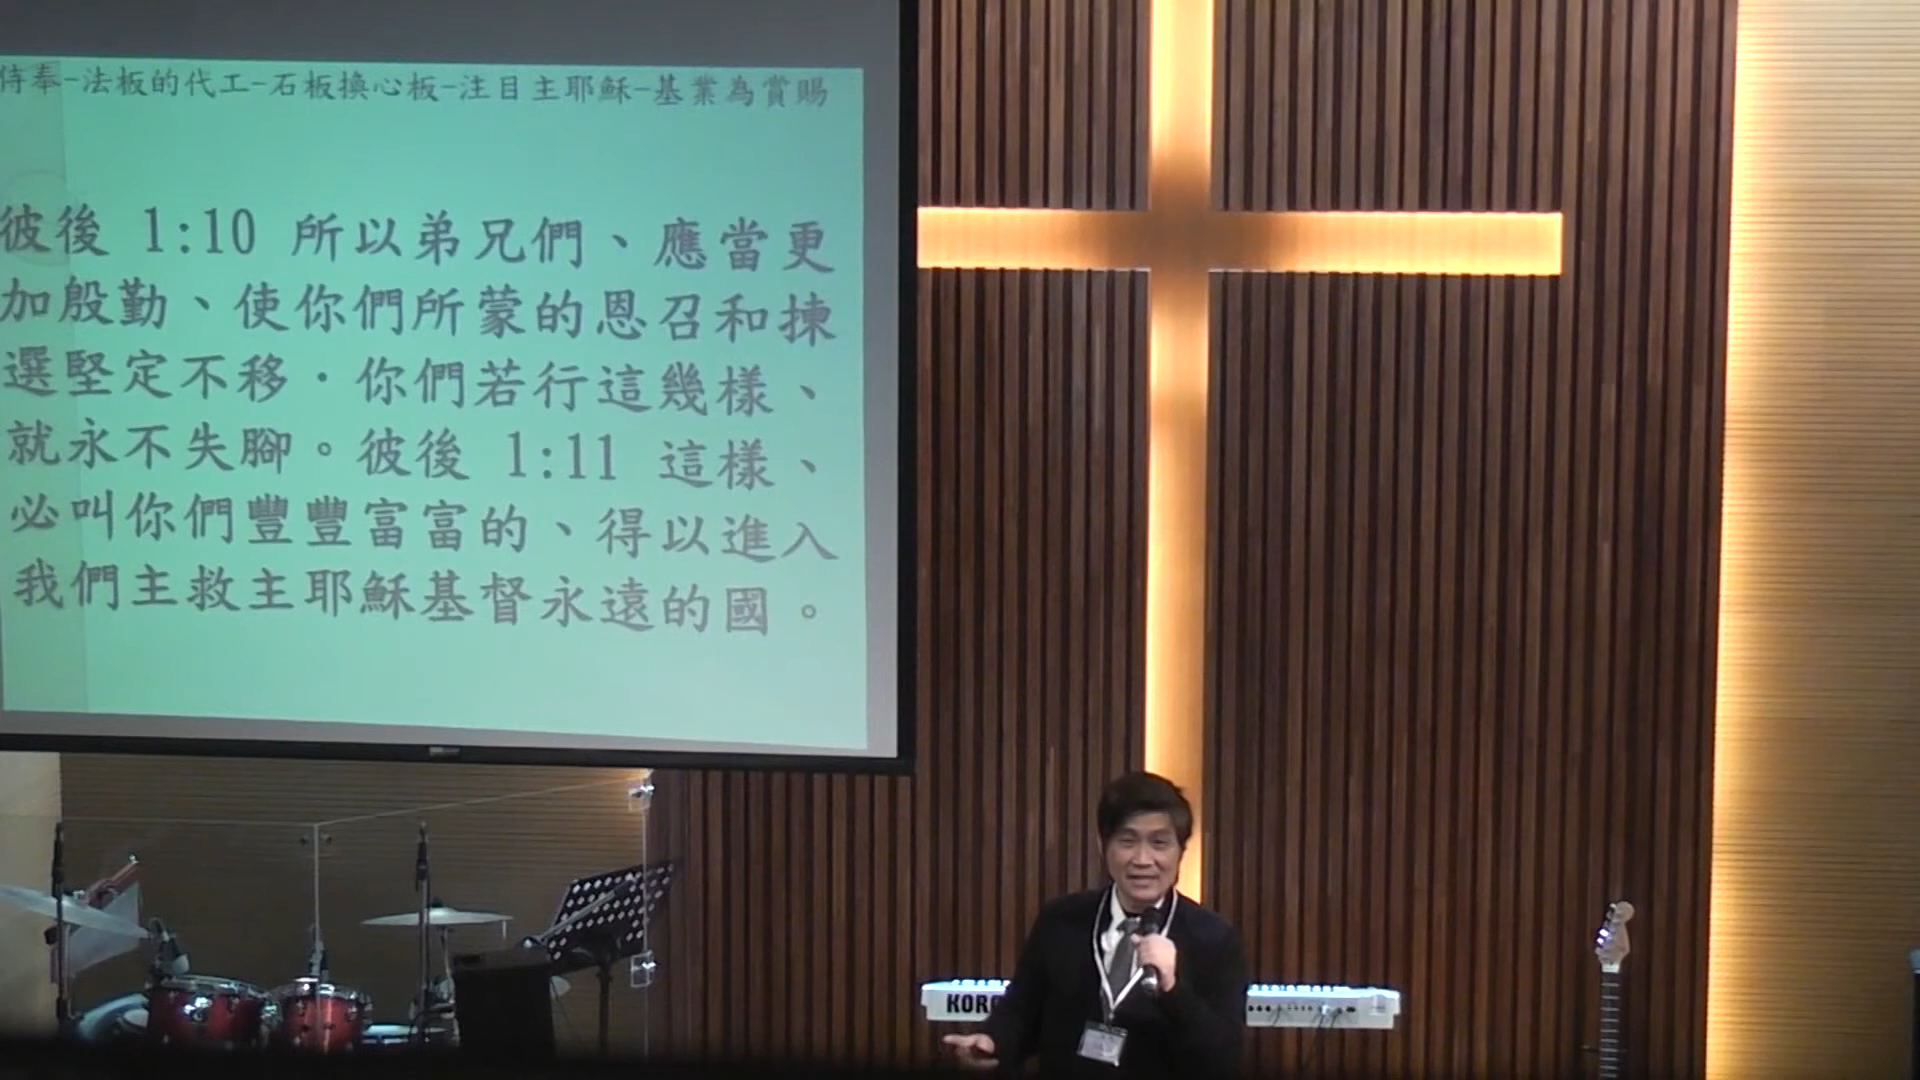 侍奉-法板的代工-石板換心板-注目主耶穌-基業為賞賜
彼後 1:10 所以弟兄們、應當更
加殷勤、使你們所蒙的恩召和揀
選堅定不移．你們若行這幾樣、
就永不失腳。彼後 1:11 這樣、
必叫你們豐豐富富的、得以進入
我們主救主耶穌基督永遠的國。
KORG